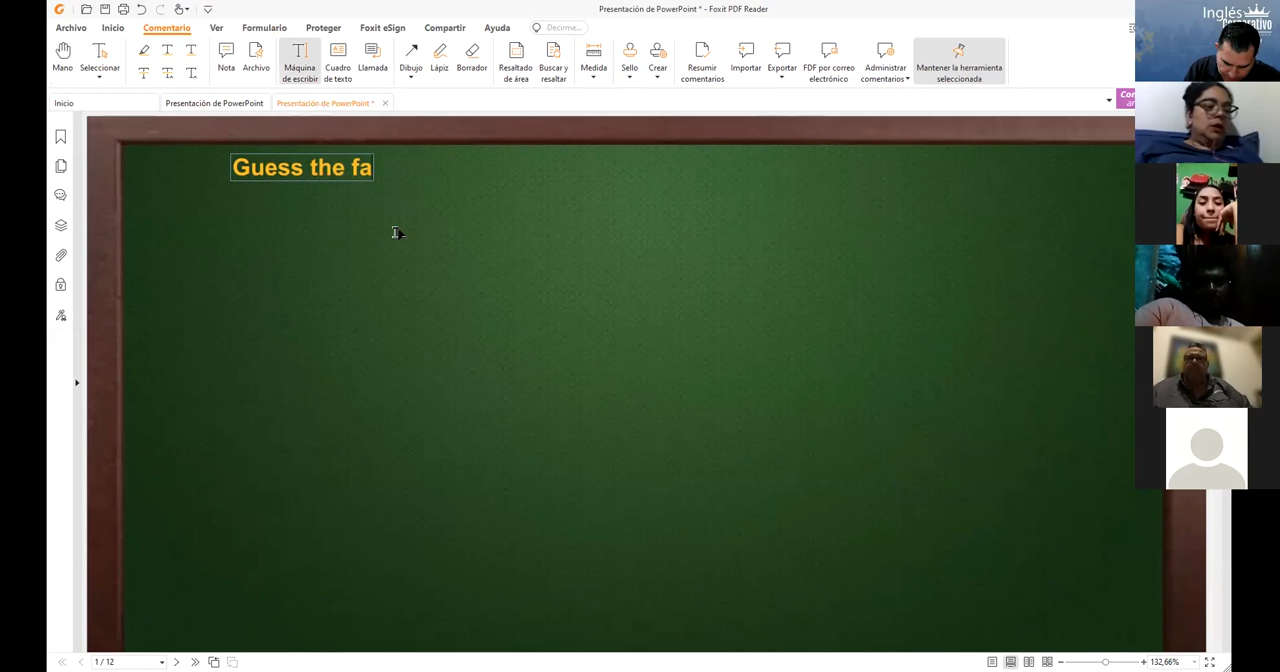 Presentación de PowerPoint * - Foxit PDF Reader
Archivo Inicio Comentario Ver Formulario Proteger Foxit eSign Compartir Ayuda Decirme...
Mano Seleccionar Nota Archivo Máquina de escribir Cuadro de texto Llamada Dibujo Lápiz Borrador Resaltado de área Buscar y resaltar Medida Sello Crear Resumir comentarios Importar Exportar FDF por correo electrónico Administrar comentarios Mantener la herramienta seleccionada
Inicio Presentación de PowerPoint Presentación de PowerPoint *
Guess the fa
1 / 12
132,66%
Inglés